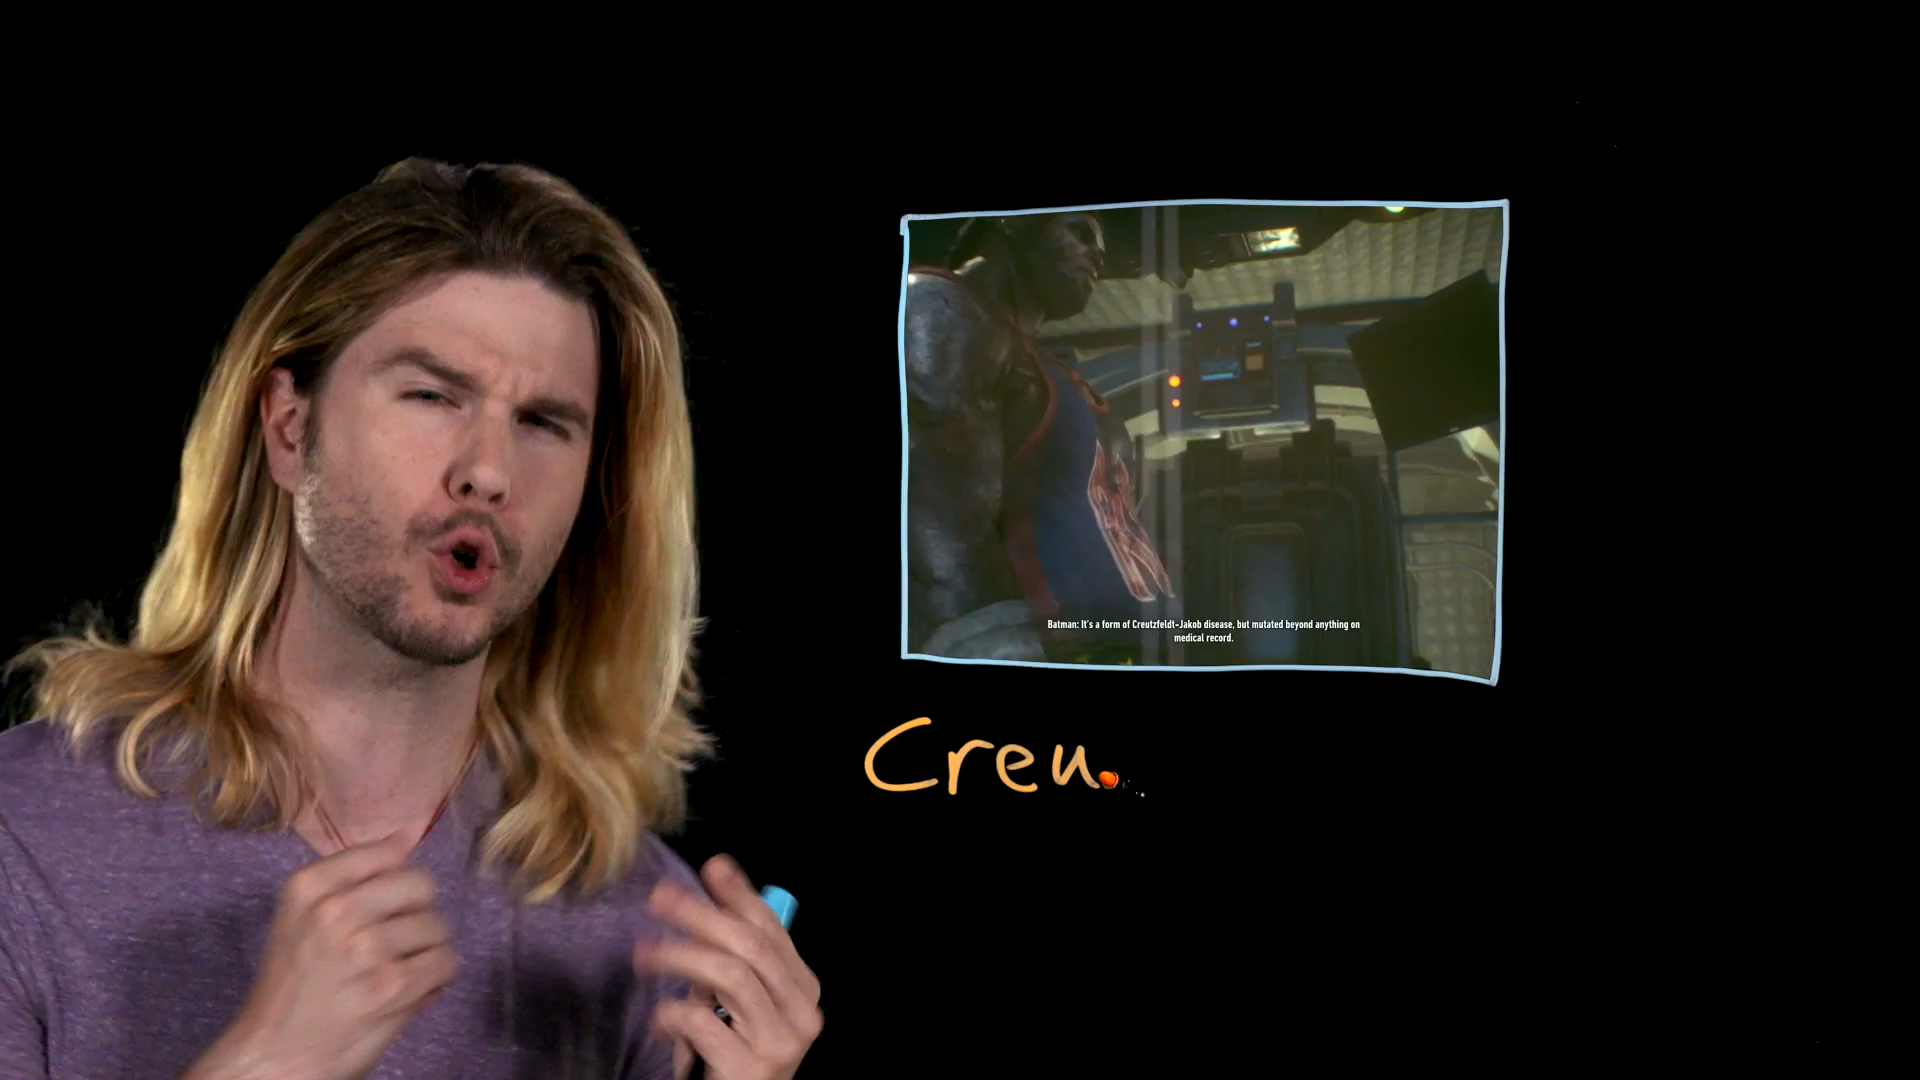 Batman: It's a form of Creutzfeldt-Jakob disease, but mutated beyond anything on
medical record.
Creu